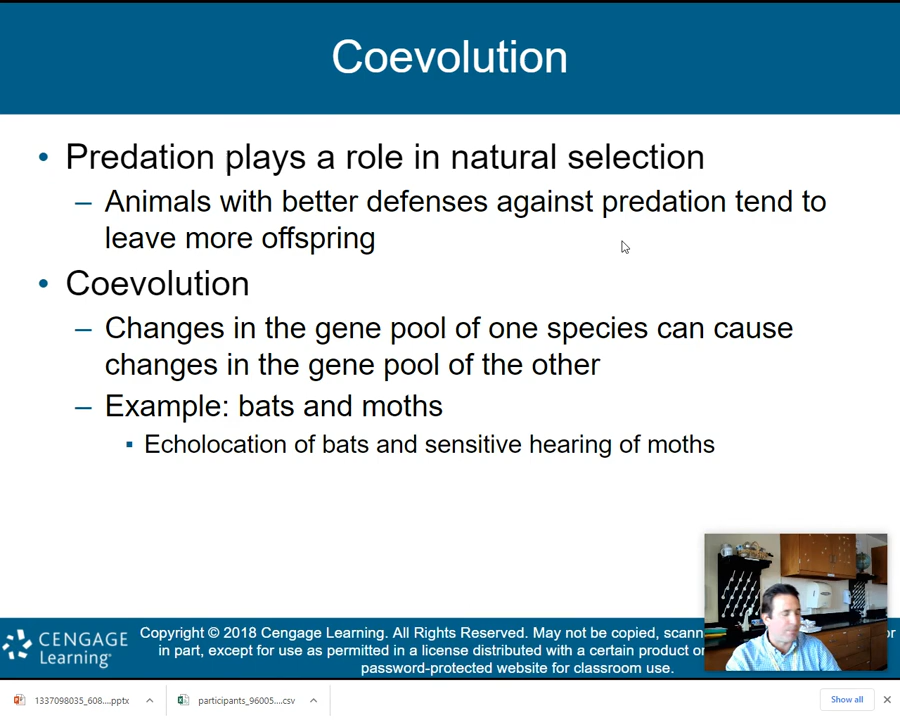 Coevolution
• Predation plays a role in natural selection
– Animals with better defenses against predation tend to
leave more offspring
• Coevolution
– Changes in the gene pool of one species can cause
changes in the gene pool of the other
– Example: bats and moths
▪ Echolocation of bats and sensitive hearing of moths
CENGAGE
Learning®
Copyright © 2018 Cengage Learning. All Rights Reserved. May not be copied, or
in part, except for use as permitted in a license distributed with a certain product
password-protected website for classroom use.
1337098035_608....pptx
participants_96005....csv
Show all